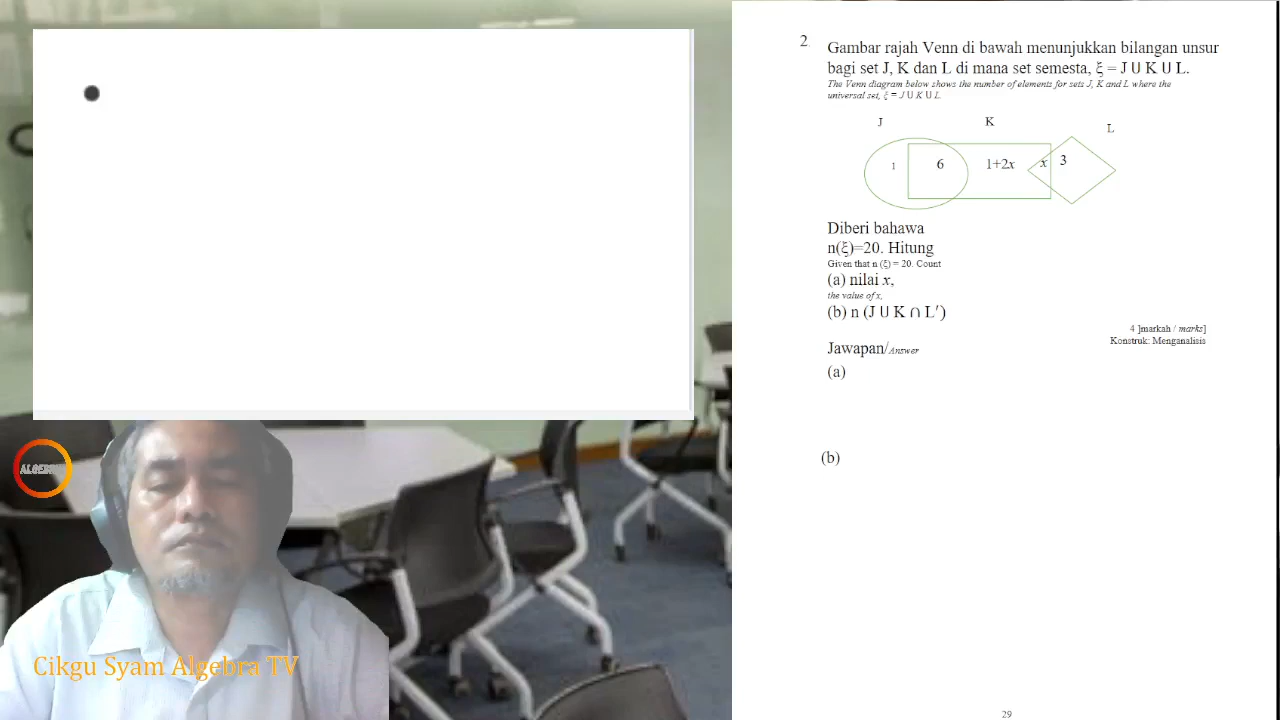 2.
Gambar rajah Venn di bawah menunjukkan bilangan unsur
bagi set J, K dan L di mana set semesta, ξ = J U K U L.
The Venn diagram below shows the number of elements for sets J, K and L where the
universal set, ξ = J U K U L.
J K L
1 6 1+2x x 3
Diberi bahawa
n(ξ)=20. Hitung
Given that n (ξ) = 20. Count
(a) nilai x,
the value of x,
(b) n (J U K ∩ L′)
4 ]markah / marks]
Konstruk: Menganalisis
Jawapan/Answer
(a)
(b)
ALGEBRA
Cikgu Syam Algebra TV
29